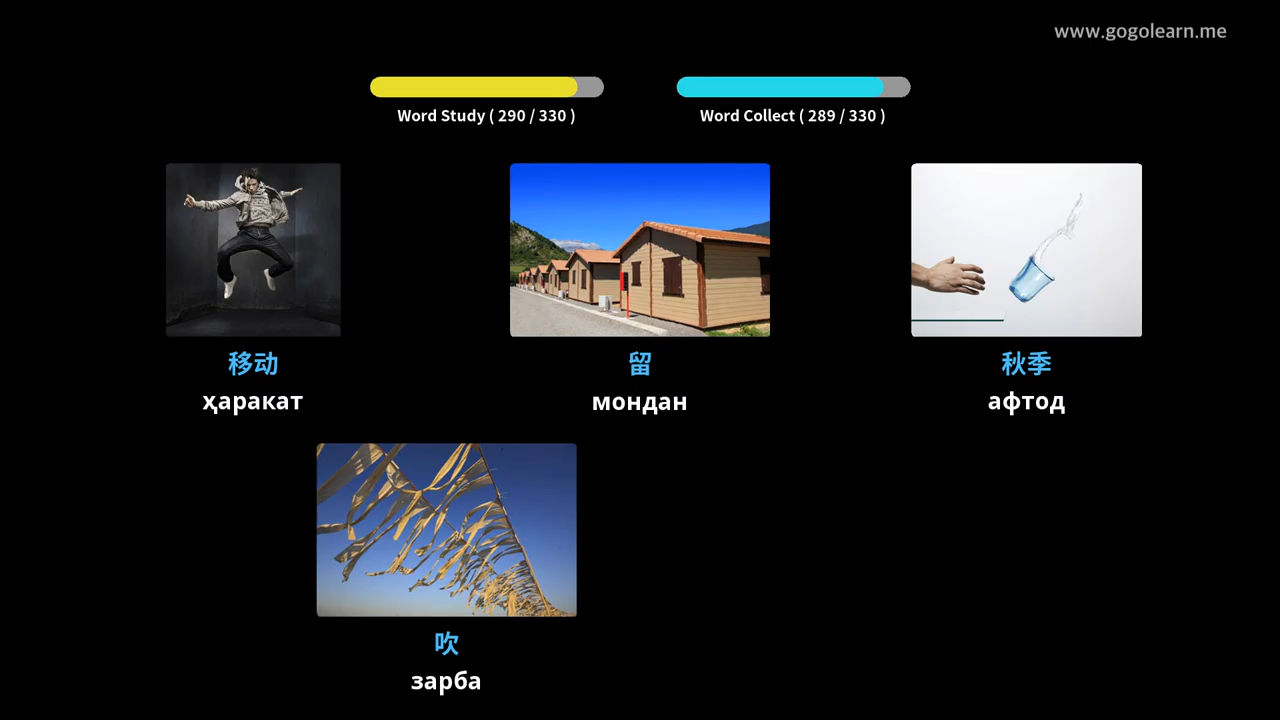 www.gogolearn.me
Word Study ( 290 / 330 )
Word Collect ( 289 / 330 )
移动
ҳаракат
留
мондан
秋季
афтод
吹
зарба